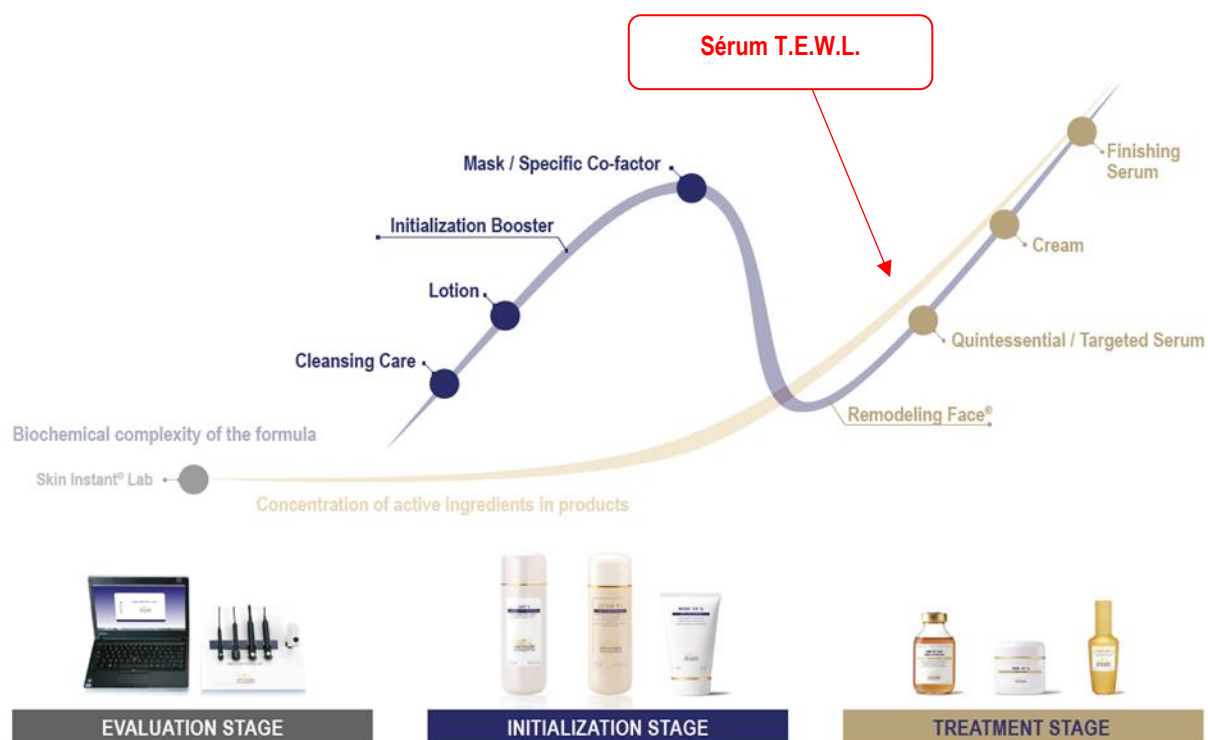 Sérum T.E.W.L.
Mask / Specific Co-factor
Initialization Booster
Lotion
Cleansing Care
Finishing
Serum
Cream
Quintessential / Targeted Serum
Remodeling Face®
Biochemical complexity of the formula
Skin Instant® Lab
Concentration of active ingredients in products
EVALUATION STAGE
INITIALIZATION STAGE
TREATMENT STAGE